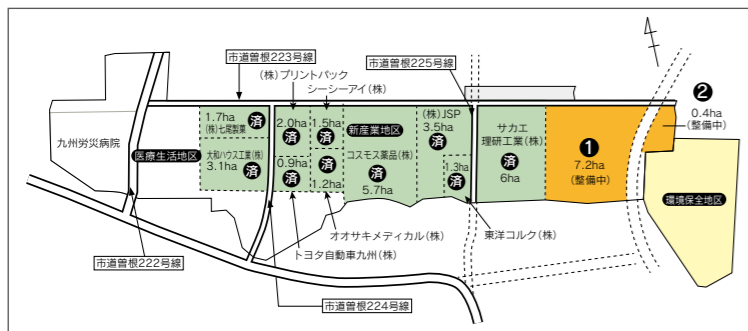 市道曽根223号線
市道曽根225号線
(株)プリントパック
シーシーアイ(株)
❷
0.4ha
(整備中)
九州労災病院
医療生活地区
1.7ha
(株)七尾製菓
済
大和ハウス工業(株)
3.1ha
済
2.0ha
済
1.5ha
済
0.9ha
済
済
1.2ha
新産業地区
コスモス薬品(株)
済
5.7ha
(株)JSP
3.5ha
済
1.3ha
済
サカエ
理研工業(株)
済
6ha
❶
7.2ha
(整備中)
環境保全地区
オオサキメディカル(株)
トヨタ自動車九州(株)
東洋コルク(株)
市道曽根222号線
市道曽根224号線